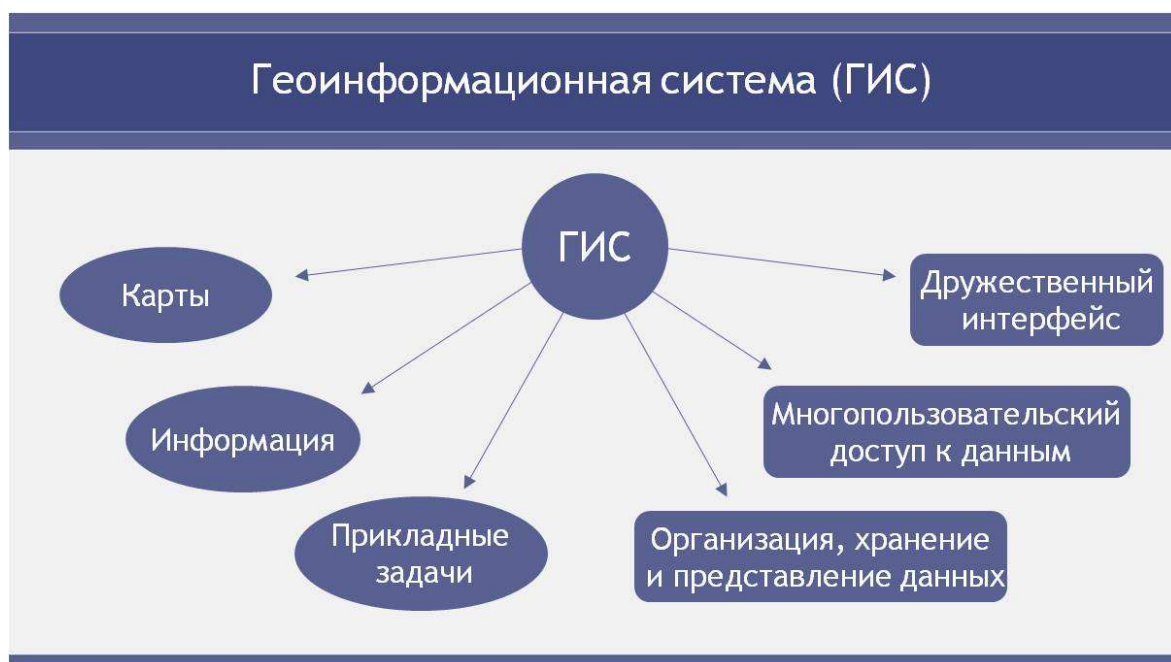 Геоинформационная система (ГИС)
ГИС
Карты
Дружественный
интерфейс
Информация
Многопользовательский
доступ к данным
Прикладные
задачи
Организация, хранение
и представление данных